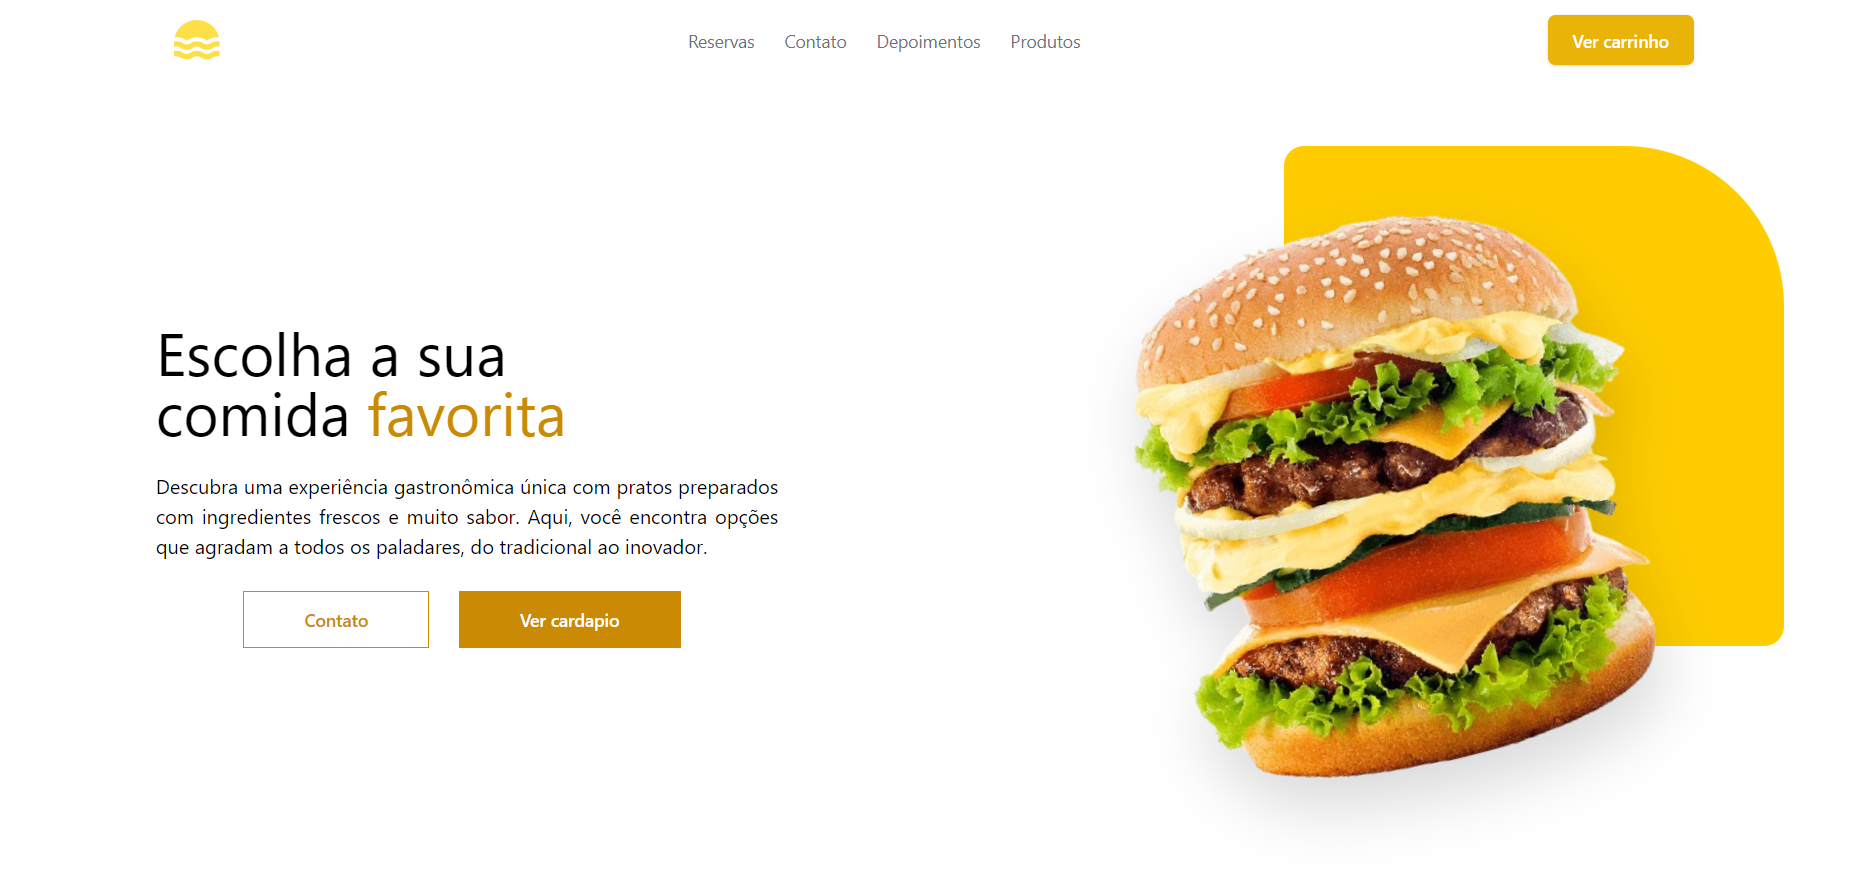 Reservas Contato Depoimentos Produtos
Ver carrinho
Escolha a sua
comida favorita
Descubra uma experiência gastronômica única com pratos preparados
com ingredientes frescos e muito sabor. Aqui, você encontra opções
que agradam a todos os paladares, do tradicional ao inovador.
Contato
Ver cardapio